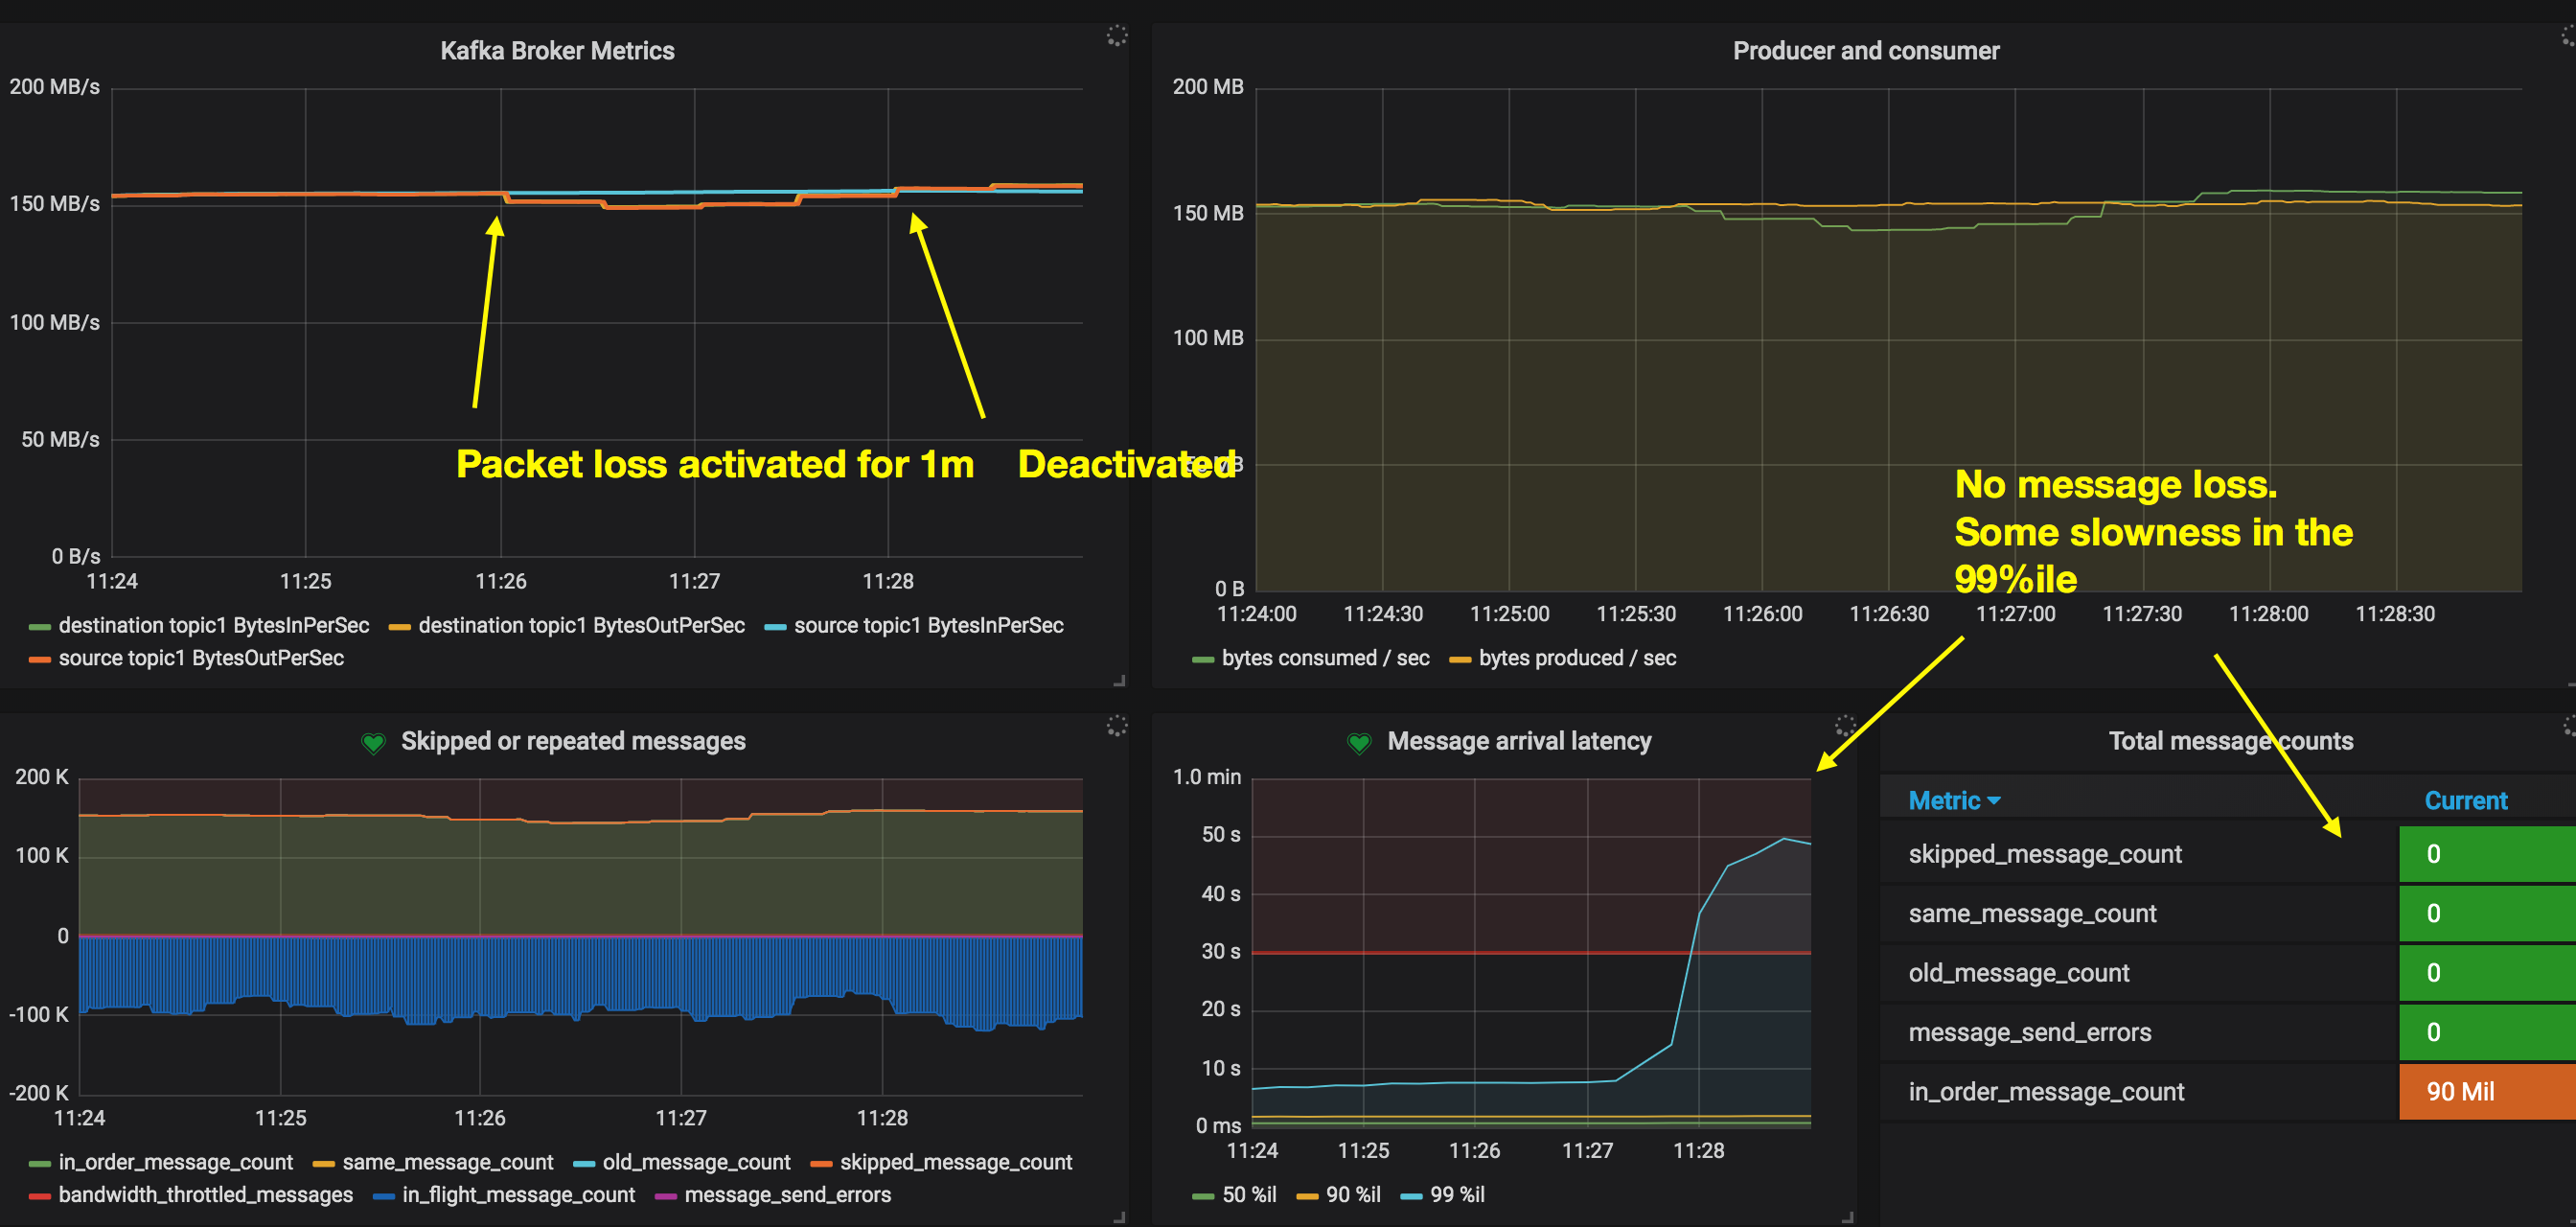 Kafka Broker Metrics
200 MB/s
150 MB/s
100 MB/s
50 MB/s
0 B/s
11:24 11:25 11:26 11:27 11:28
Packet loss activated for 1m Deactivated
destination topic1 BytesInPerSec destination topic1 BytesOutPerSec source topic1 BytesInPerSec
source topic1 BytesOutPerSec
Producer and consumer
200 MB
150 MB
100 MB
50 MB
0 B
11:24:00 11:24:30 11:25:00 11:25:30 11:26:00 11:26:30 11:27:00 11:27:30 11:28:00 11:28:30
No message loss.
Some slowness in the
99%ile
bytes consumed / sec bytes produced / sec
Skipped or repeated messages
200 K
100 K
0
-100 K
-200 K
11:24 11:25 11:26 11:27 11:28
in_order_message_count same_message_count old_message_count skipped_message_count
bandwidth_throttled_messages in_flight_message_count message_send_errors
Message arrival latency
1.0 min
50 s
40 s
30 s
20 s
10 s
0 ms
11:24 11:25 11:26 11:27 11:28
50 %il 90 %il 99 %il
Total message counts
Metric Current
skipped_message_count 0
same_message_count 0
old_message_count 0
message_send_errors 0
in_order_message_count 90 Mil